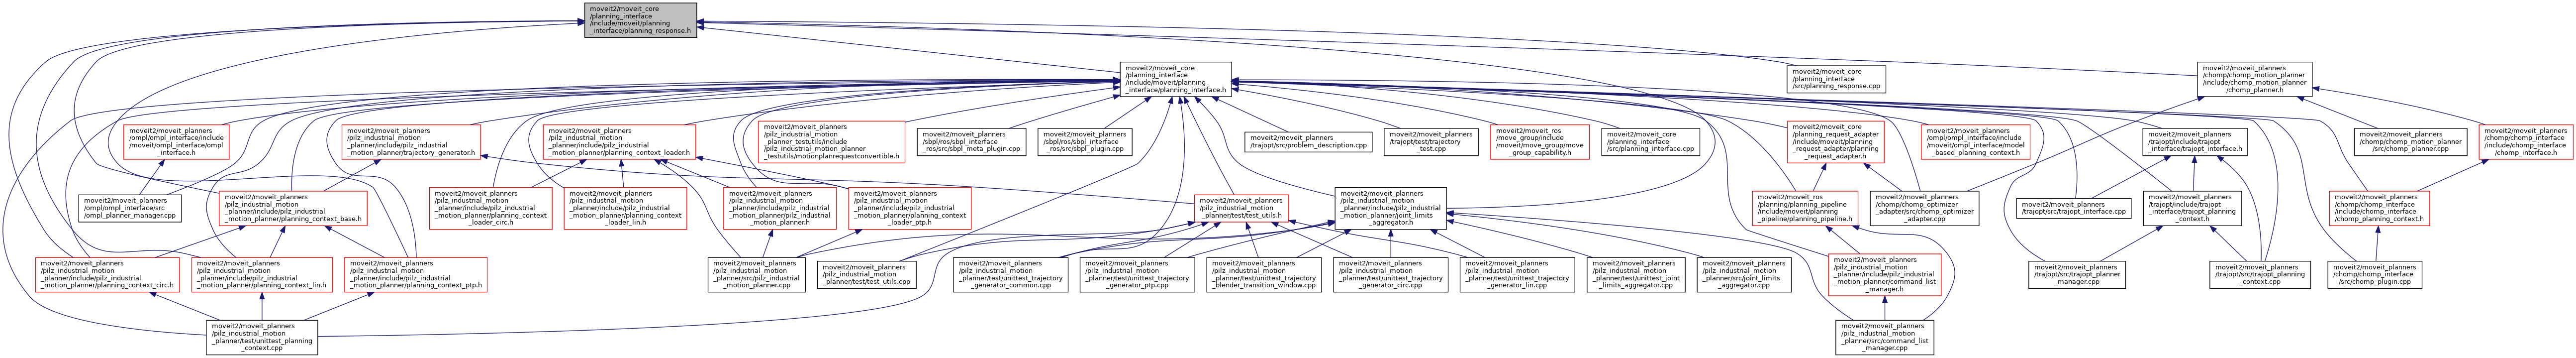 moveit2/moveit_core
/planning_interface
/include/moveit/planning
_interface/planning_response.h
moveit2/moveit_core
/planning_interface
/include/moveit/planning
_interface/planning_interface.h
moveit2/moveit_core
/planning_interface
/src/planning_response.cpp
moveit2/moveit_planners
/chomp/chomp_motion_planner
/include/chomp_motion_planner
/chomp_planner.h
moveit2/moveit_planners
/ompl/ompl_interface/include
/moveit/ompl_interface/ompl
_interface.h
moveit2/moveit_planners
/pilz_industrial_motion
_planner/include/pilz_industrial
_motion_planner/trajectory_generator.h
moveit2/moveit_planners
/pilz_industrial_motion
_planner/include/pilz_industrial
_motion_planner/planning_context_loader.h
moveit2/moveit_planners
/pilz_industrial_motion
_planner_testutils/include
/pilz_industrial_motion_planner
_testutils/motionplanrequestconvertible.h
moveit2/moveit_planners
/sbpl/ros/sbpl_interface
_ros/src/sbpl_meta_plugin.cpp
moveit2/moveit_planners
/sbpl/ros/sbpl_interface
_ros/src/sbpl_plugin.cpp
moveit2/moveit_planners
/trajopt/src/problem_description.cpp
moveit2/moveit_planners
/trajopt/test/trajectory
_test.cpp
moveit2/moveit_ros
/move_group/include
/moveit/move_group/move
_group_capability.h
moveit2/moveit_core
/planning_interface
/src/planning_interface.cpp
moveit2/moveit_core
/planning_request_adapter
/include/moveit/planning
_request_adapter/planning
_request_adapter.h
moveit2/moveit_planners
/ompl/ompl_interface/include
/moveit/ompl_interface/model
_based_planning_context.h
moveit2/moveit_planners
/trajopt/include/trajopt
_interface/trajopt_interface.h
moveit2/moveit_planners
/chomp/chomp_motion_planner
/src/chomp_planner.cpp
moveit2/moveit_planners
/chomp/chomp_interface
/include/chomp_interface
/chomp_interface.h
moveit2/moveit_planners
/ompl/ompl_interface/src
/ompl_planner_manager.cpp
moveit2/moveit_planners
/pilz_industrial_motion
_planner/include/pilz_industrial
_motion_planner/planning_context_base.h
moveit2/moveit_planners
/pilz_industrial_motion
_planner/include/pilz_industrial
_motion_planner/planning_context
_loader_circ.h
moveit2/moveit_planners
/pilz_industrial_motion
_planner/include/pilz_industrial
_motion_planner/planning_context
_loader_lin.h
moveit2/moveit_planners
/pilz_industrial_motion
_planner/include/pilz_industrial
_motion_planner/pilz_industrial
_motion_planner.h
moveit2/moveit_planners
/pilz_industrial_motion
_planner/include/pilz_industrial
_motion_planner/planning_context
_loader_ptp.h
moveit2/moveit_planners
/pilz_industrial_motion
_planner/test/test_utils.h
moveit2/moveit_planners
/pilz_industrial_motion
_planner/include/pilz_industrial
_motion_planner/joint_limits
_aggregator.h
moveit2/moveit_ros
/planning/planning_pipeline
/include/moveit/planning
_pipeline/planning_pipeline.h
moveit2/moveit_planners
/chomp/chomp_optimizer
_adapter/src/chomp_optimizer
_adapter.cpp
moveit2/moveit_planners
/trajopt/src/trajopt_interface.cpp
moveit2/moveit_planners
/trajopt/include/trajopt
_interface/trajopt_planning
_context.h
moveit2/moveit_planners
/chomp/chomp_interface
/include/chomp_interface
/chomp_planning_context.h
moveit2/moveit_planners
/pilz_industrial_motion
_planner/include/pilz_industrial
_motion_planner/planning_context_circ.h
moveit2/moveit_planners
/pilz_industrial_motion
_planner/include/pilz_industrial
_motion_planner/planning_context_lin.h
moveit2/moveit_planners
/pilz_industrial_motion
_planner/include/pilz_industrial
_motion_planner/planning_context_ptp.h
moveit2/moveit_planners
/pilz_industrial_motion
_planner/src/pilz_industrial
_motion_planner.cpp
moveit2/moveit_planners
/pilz_industrial_motion
_planner/test/test_utils.cpp
moveit2/moveit_planners
/pilz_industrial_motion
_planner/test/unittest_trajectory
_generator_common.cpp
moveit2/moveit_planners
/pilz_industrial_motion
_planner/test/unittest_trajectory
_generator_ptp.cpp
moveit2/moveit_planners
/pilz_industrial_motion
_planner/test/unittest_trajectory
_blender_transition_window.cpp
moveit2/moveit_planners
/pilz_industrial_motion
_planner/test/unittest_trajectory
_generator_circ.cpp
moveit2/moveit_planners
/pilz_industrial_motion
_planner/test/unittest_trajectory
_generator_lin.cpp
moveit2/moveit_planners
/pilz_industrial_motion
_planner/test/unittest_joint
_limits_aggregator.cpp
moveit2/moveit_planners
/pilz_industrial_motion
_planner/src/joint_limits
_aggregator.cpp
moveit2/moveit_planners
/pilz_industrial_motion
_planner/include/pilz_industrial
_motion_planner/command_list
_manager.h
moveit2/moveit_planners
/trajopt/src/trajopt_planner
_manager.cpp
moveit2/moveit_planners
/trajopt/src/trajopt_planning
_context.cpp
moveit2/moveit_planners
/chomp/chomp_interface
/src/chomp_plugin.cpp
moveit2/moveit_planners
/pilz_industrial_motion
_planner/test/unittest_planning
_context.cpp
moveit2/moveit_planners
/pilz_industrial_motion
_planner/src/command_list
_manager.cpp